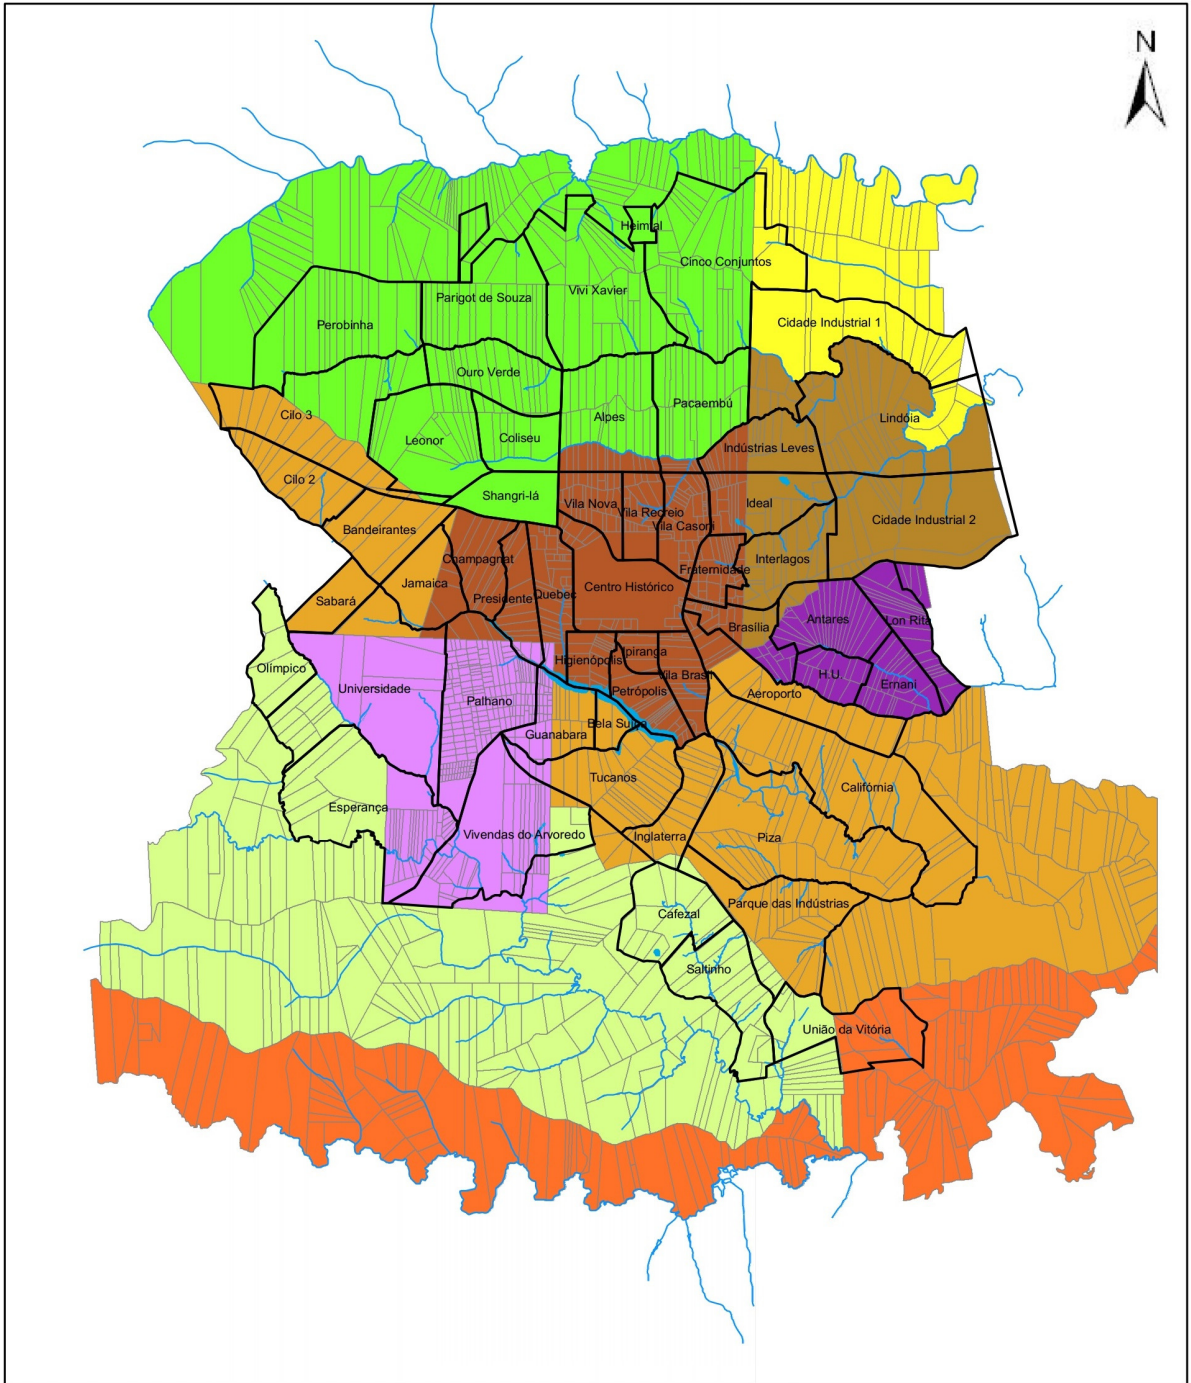 N
Heimtal
Cinco Conjuntos
Vivi Xavier
Parigot de Souza
Perobinha
Cidade Industrial 1
Ouro Verde
Pacaembú
Cilo 3
Alpes
Lindóia
Leonor
Coliseu
Indústrias Leves
Cilo 2
Shangri-lá
Vila Nova
Ideal
Vila Recreio
Cidade Industrial 2
Vila Casoni
Bandeirantes
Champagnat
Interlagos
Fraternidade
Jamaica
Centro Histórico
Quebec
Presidente
Sabará
Antares
Lon Rita
Brasília
Ipiranga
Higienópolis
Olímpico
Vila Brasil
H.U.
Ernani
Universidade
Petrópolis
Aeroporto
Palhano
Bela Suiça
Guanabara
Tucanos
Califórnia
Esperança
Vivendas do Arvoredo
Inglaterra
Piza
Parque das Indústrias
Cafezal
Saltinho
União da Vitória